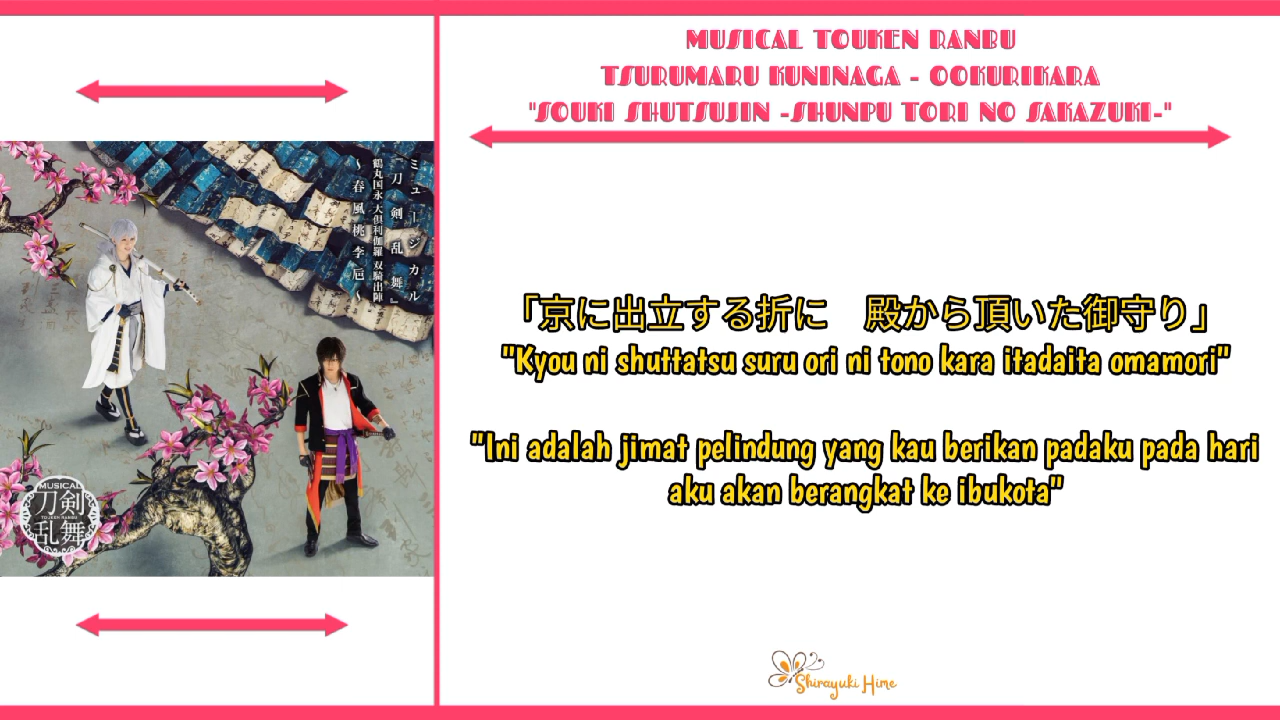 MUSICAL TOUKEN RANBU
TSURUMARU KUNINAGA - OOKURIKARA
"SOUKI SHUTSUJIN -SHUNPU TORI NO SAKAZUKI-"
ミュージカル
『刀剣乱舞』
鶴丸国永 大倶利伽羅 双騎出陣
～春風桃李巵～
MUSICAL
刀剣
TOUKEN RANBU
乱舞
「京に出立する折に　殿から頂いた御守り」
"Kyou ni shuttatsu suru ori ni tono kara itadaita omamori"
"Ini adalah jimat pelindung yang kau berikan padaku pada hari
aku akan berangkat ke ibukota"
Shirayuki Hime